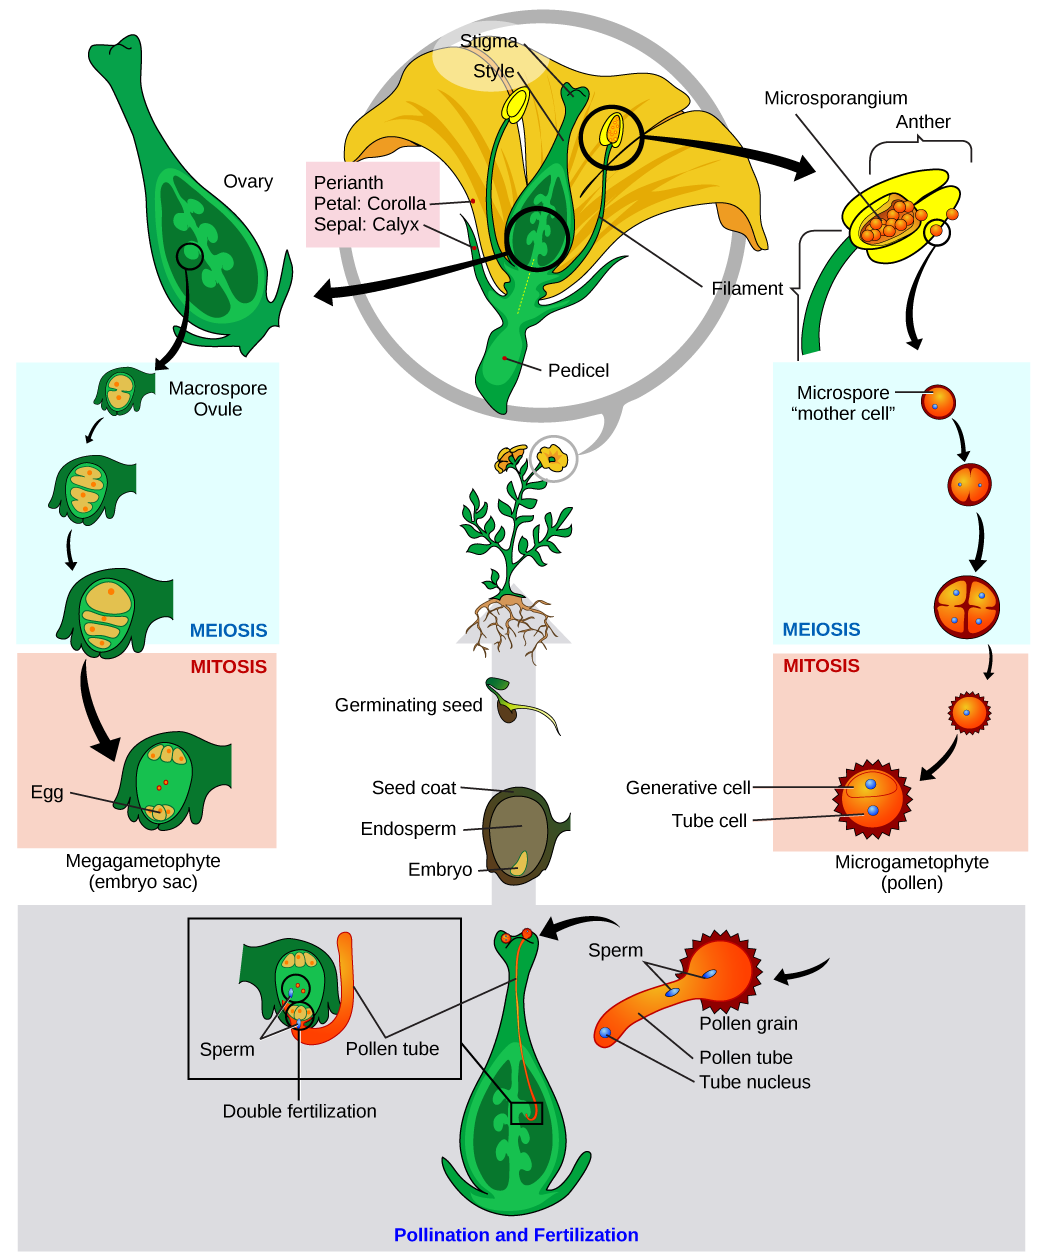 Stigma
Style
Microsporangium
Anther
Ovary
Perianth
Petal: Corolla
Sepal: Calyx
Filament
Pedicel
Macrospore
Ovule
Microspore
“mother cell”
MEIOSIS
MEIOSIS
MITOSIS
MITOSIS
Germinating seed
Egg
Seed coat
Endosperm
Embryo
Generative cell
Tube cell
Megagametophyte
(embryo sac)
Microgametophyte
(pollen)
Sperm
Pollen tube
Double fertilization
Sperm
Pollen grain
Pollen tube
Tube nucleus
Pollination and Fertilization